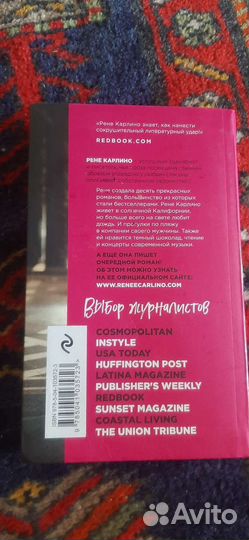 «Рене Карлино знает, как нанести
сокрушительный литературный удар!»
REDBOOK.COM
РЕНЕ КАРЛИНО
Рене создала десять прекрасных
романов, большинство из которых
стали бестселлерами. Рене Карлино
живет в солнечной Калифорнии,
но больше всего на свете любит
дождь. И прогулки по пляжу
в компании своего мужчины. Также
ей нравится темный шоколад, чтение
и концерты современной музыки.
А ЕЩЕ ОНА ПИШЕТ
ОЧЕРЕДНОЙ РОМАН!
ОБ ЭТОМ МОЖНО УЗНАТЬ
НА ЕЕ ОФИЦИАЛЬНОМ САЙТЕ:
WWW.RENEECARLINO.COM
Выбор журналистов
COSMOPOLITAN
INSTYLE
USA TODAY
HUFFINGTON POST
LATINA MAGAZINE
PUBLISHER'S WEEKLY
REDBOOK
SUNSET MAGAZINE
COASTAL LIVING
THE UNION TRIBUNE
Avito